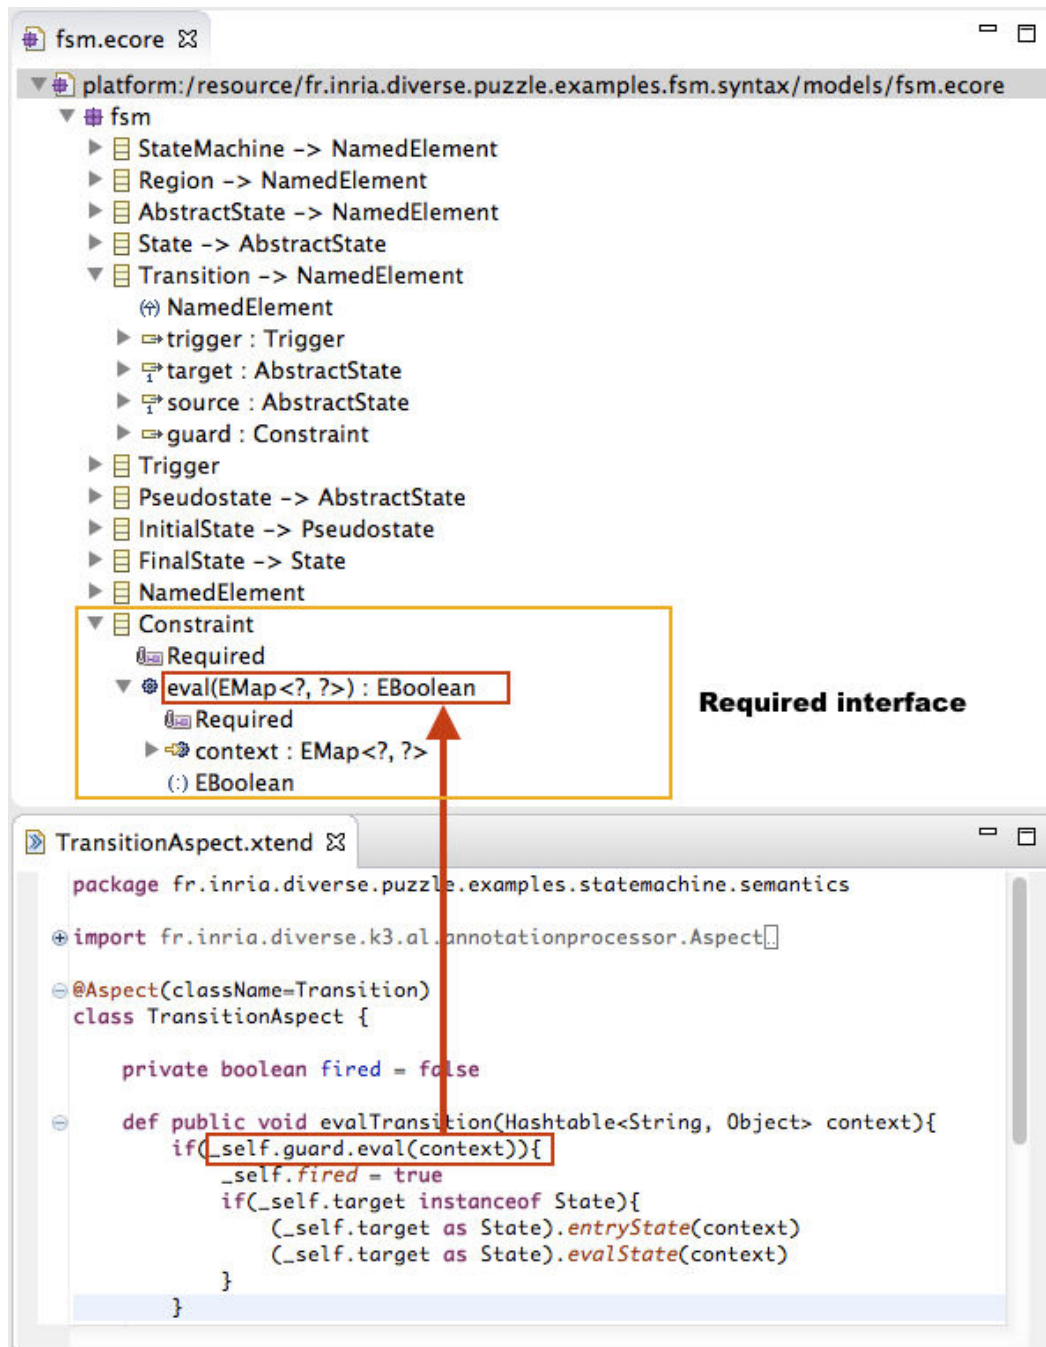 fsm.ecore
platform:/resource/fr.inria.diverse.puzzle.examples.fsm.syntax/models/fsm.ecore
fsm
StateMachine -> NamedElement
Region -> NamedElement
AbstractState -> NamedElement
State -> AbstractState
Transition -> NamedElement
NamedElement
trigger : Trigger
target : AbstractState
source : AbstractState
guard : Constraint
Trigger
Pseudostate -> AbstractState
InitialState -> Pseudostate
FinalState -> State
NamedElement
Constraint
Required
eval(EMap<?, ?>) : EBoolean
Required interface
Required
context : EMap<?, ?>
EBoolean
TransitionAspect.xtend
package fr.inria.diverse.puzzle.examples.statemachine.semantics
import fr.inria.diverse.k3.al.annotationprocessor.Aspect..
@Aspect(className=Transition)
class TransitionAspect {
private boolean fired = false
def public void evalTransition(Hashtable<String, Object> context){
if(_self.guard.eval(context)){
_self.fired = true
if(_self.target instanceof State){
(_self.target as State).entryState(context)
(_self.target as State).evalState(context)
}
}